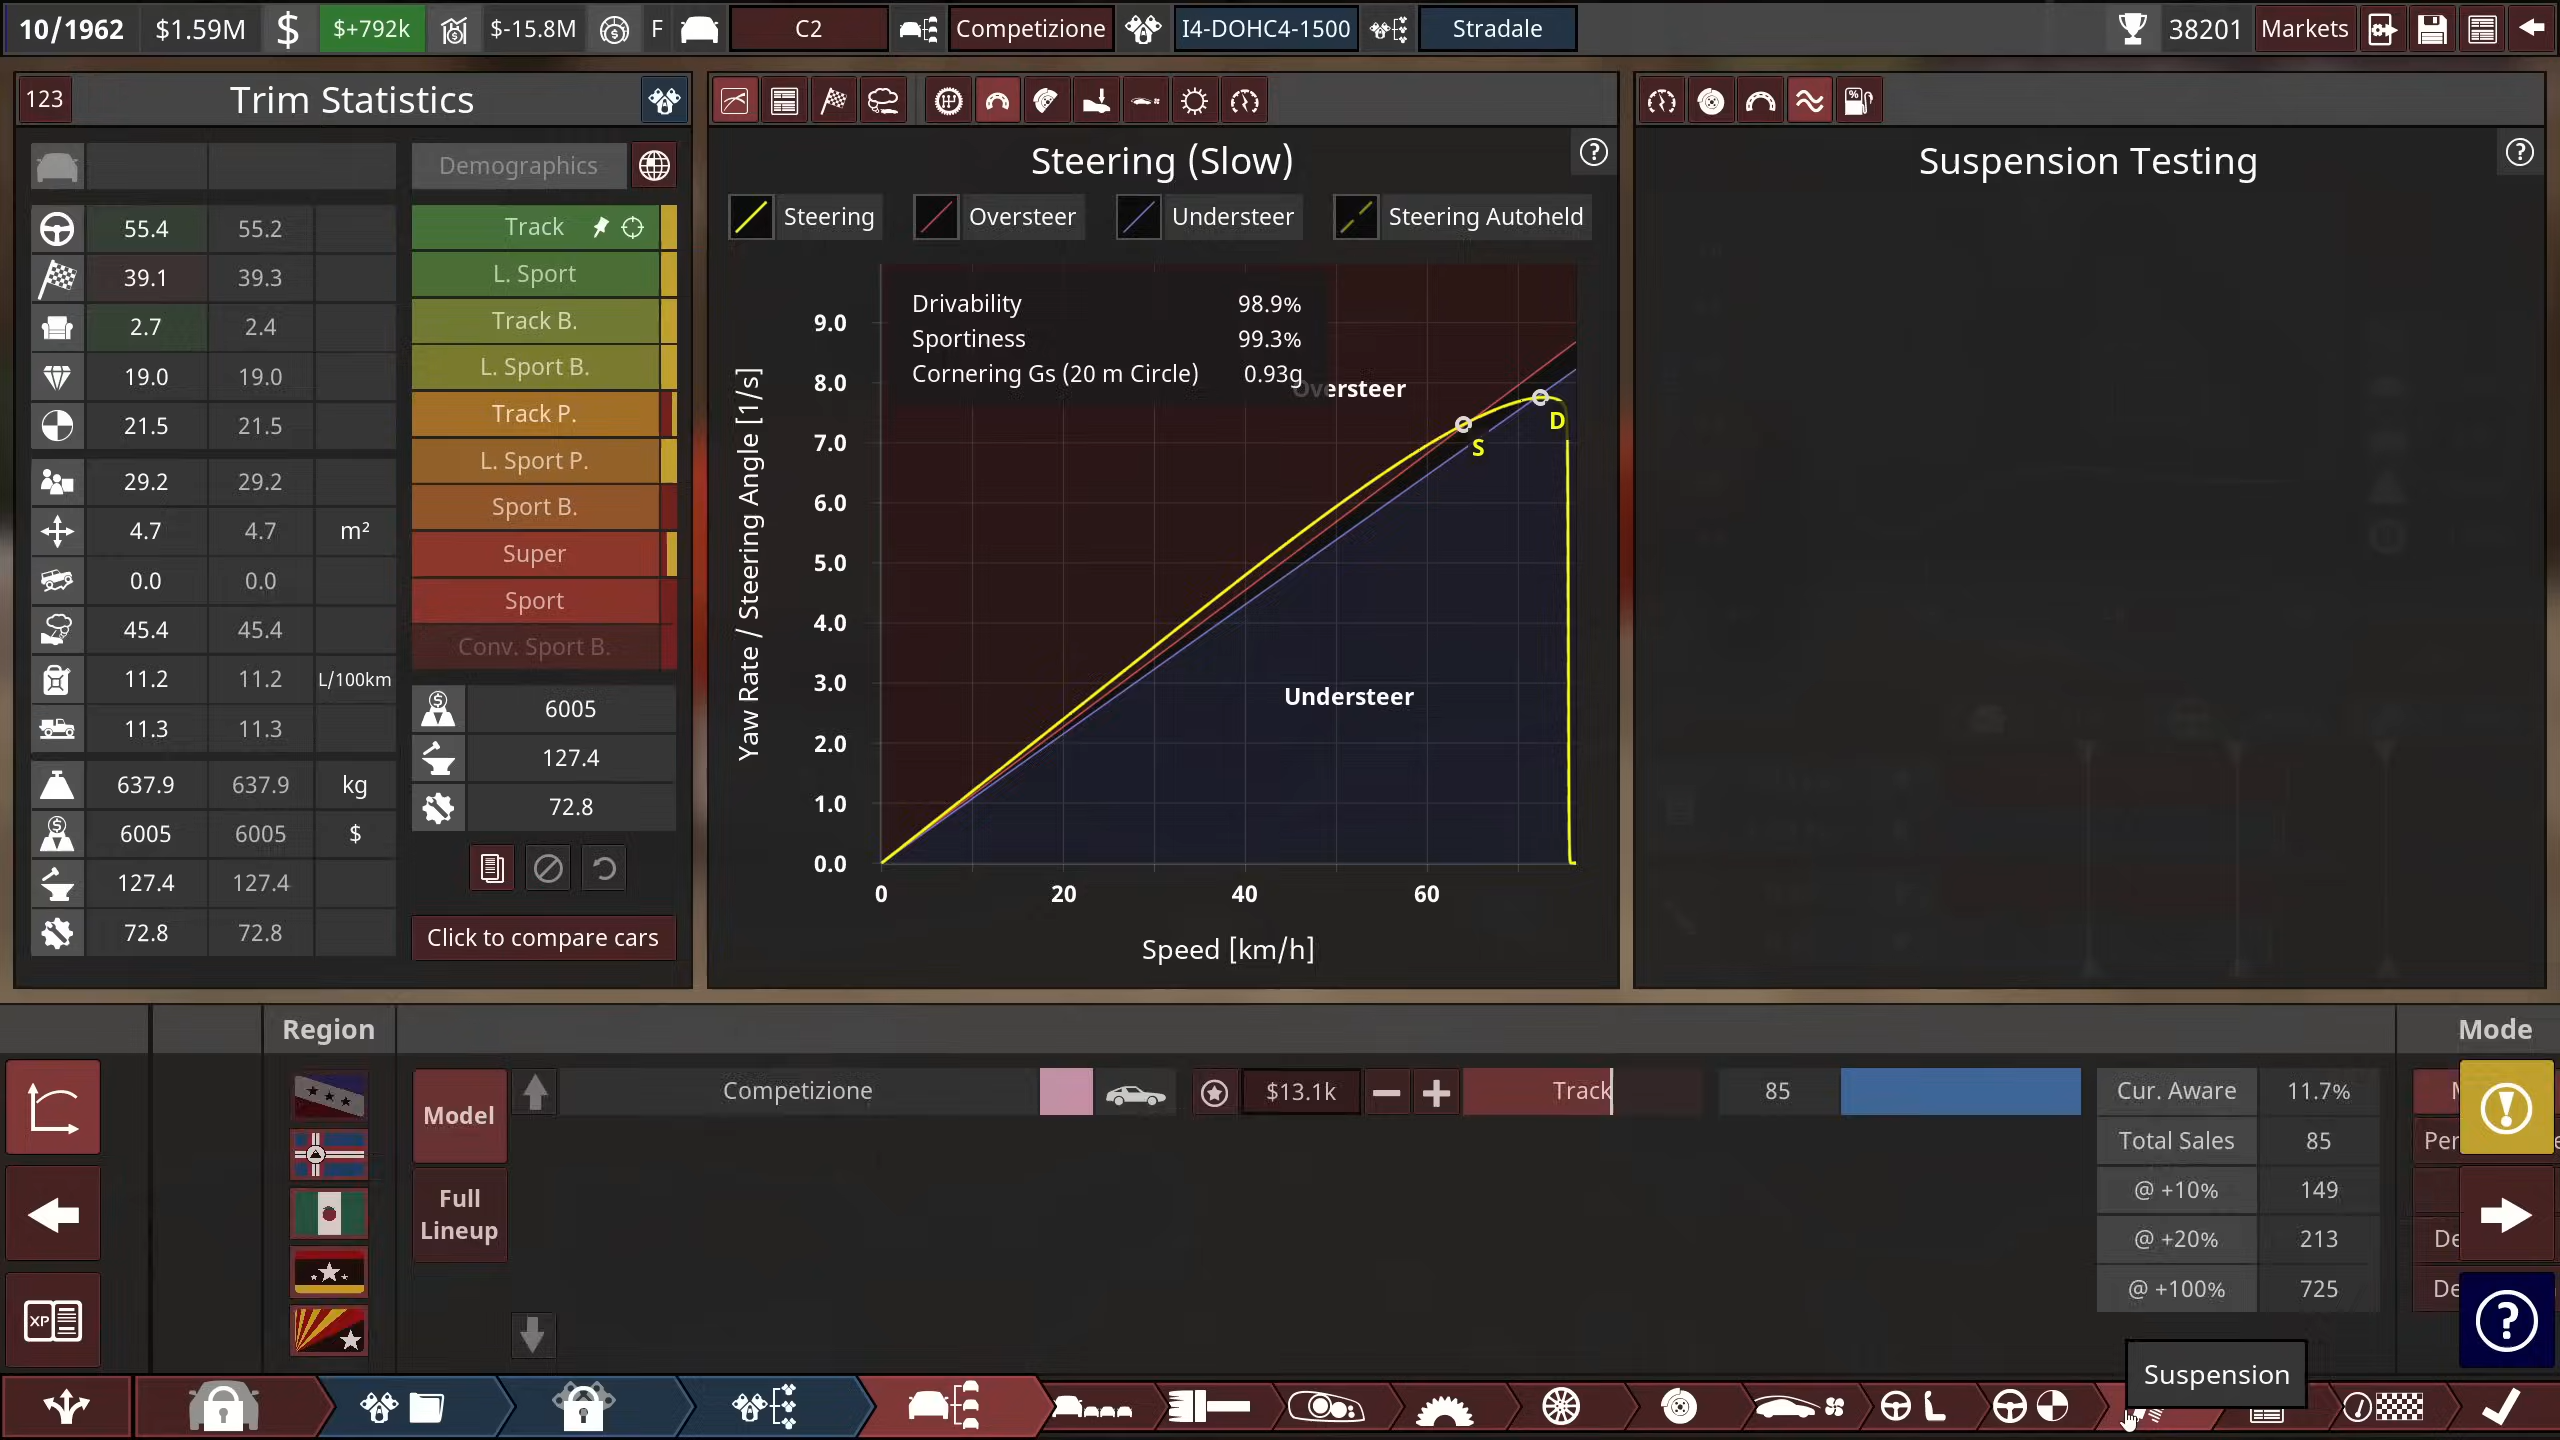 10/1962 $1.59M $+792k $-15.8M F C2 Competizione I4-DOHC4-1500 Stradale 38201 Markets
123 Trim Statistics
Demographics
55.4 55.2
39.1 39.3
2.7 2.4
19.0 19.0
21.5 21.5
29.2 29.2
4.7 4.7 m²
0.0 0.0
45.4 45.4
11.2 11.2 L/100km
11.3 11.3
637.9 637.9 kg
6005 6005 $
127.4 127.4
72.8 72.8
Track
L. Sport
Track B.
L. Sport B.
Track P.
L. Sport P.
Sport B.
Super
Sport
Conv. Sport B.
6005
127.4
72.8
Click to compare cars
Steering (Slow)
?
Steering Oversteer Understeer Steering Autoheld
Drivability 98.9%
Sportiness 99.3%
Cornering Gs (20 m Circle) 0.93g
Oversteer
Understeer
S
D
Yaw Rate / Steering Angle [1/s]
9.0
8.0
7.0
6.0
5.0
4.0
3.0
2.0
1.0
0.0
0 20 40 60
Speed [km/h]
%
Suspension Testing
?
Region
Mode
Model
Full
Lineup
Competizione $13.1k Track 85
Cur. Aware 11.7%
Total Sales 85
@ +10% 149
@ +20% 213
@ +100% 725
Per
De
De
XP
?
Suspension